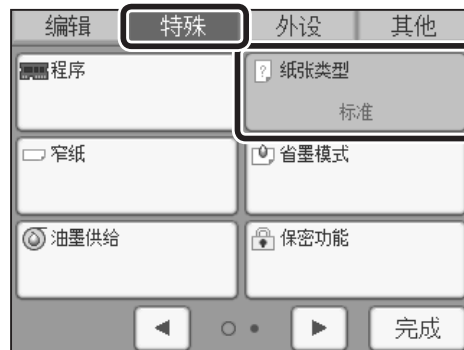 编辑 特殊 外设 其他
程序 纸张类型
标准
窄纸 省墨模式
油墨供给 保密功能
完成